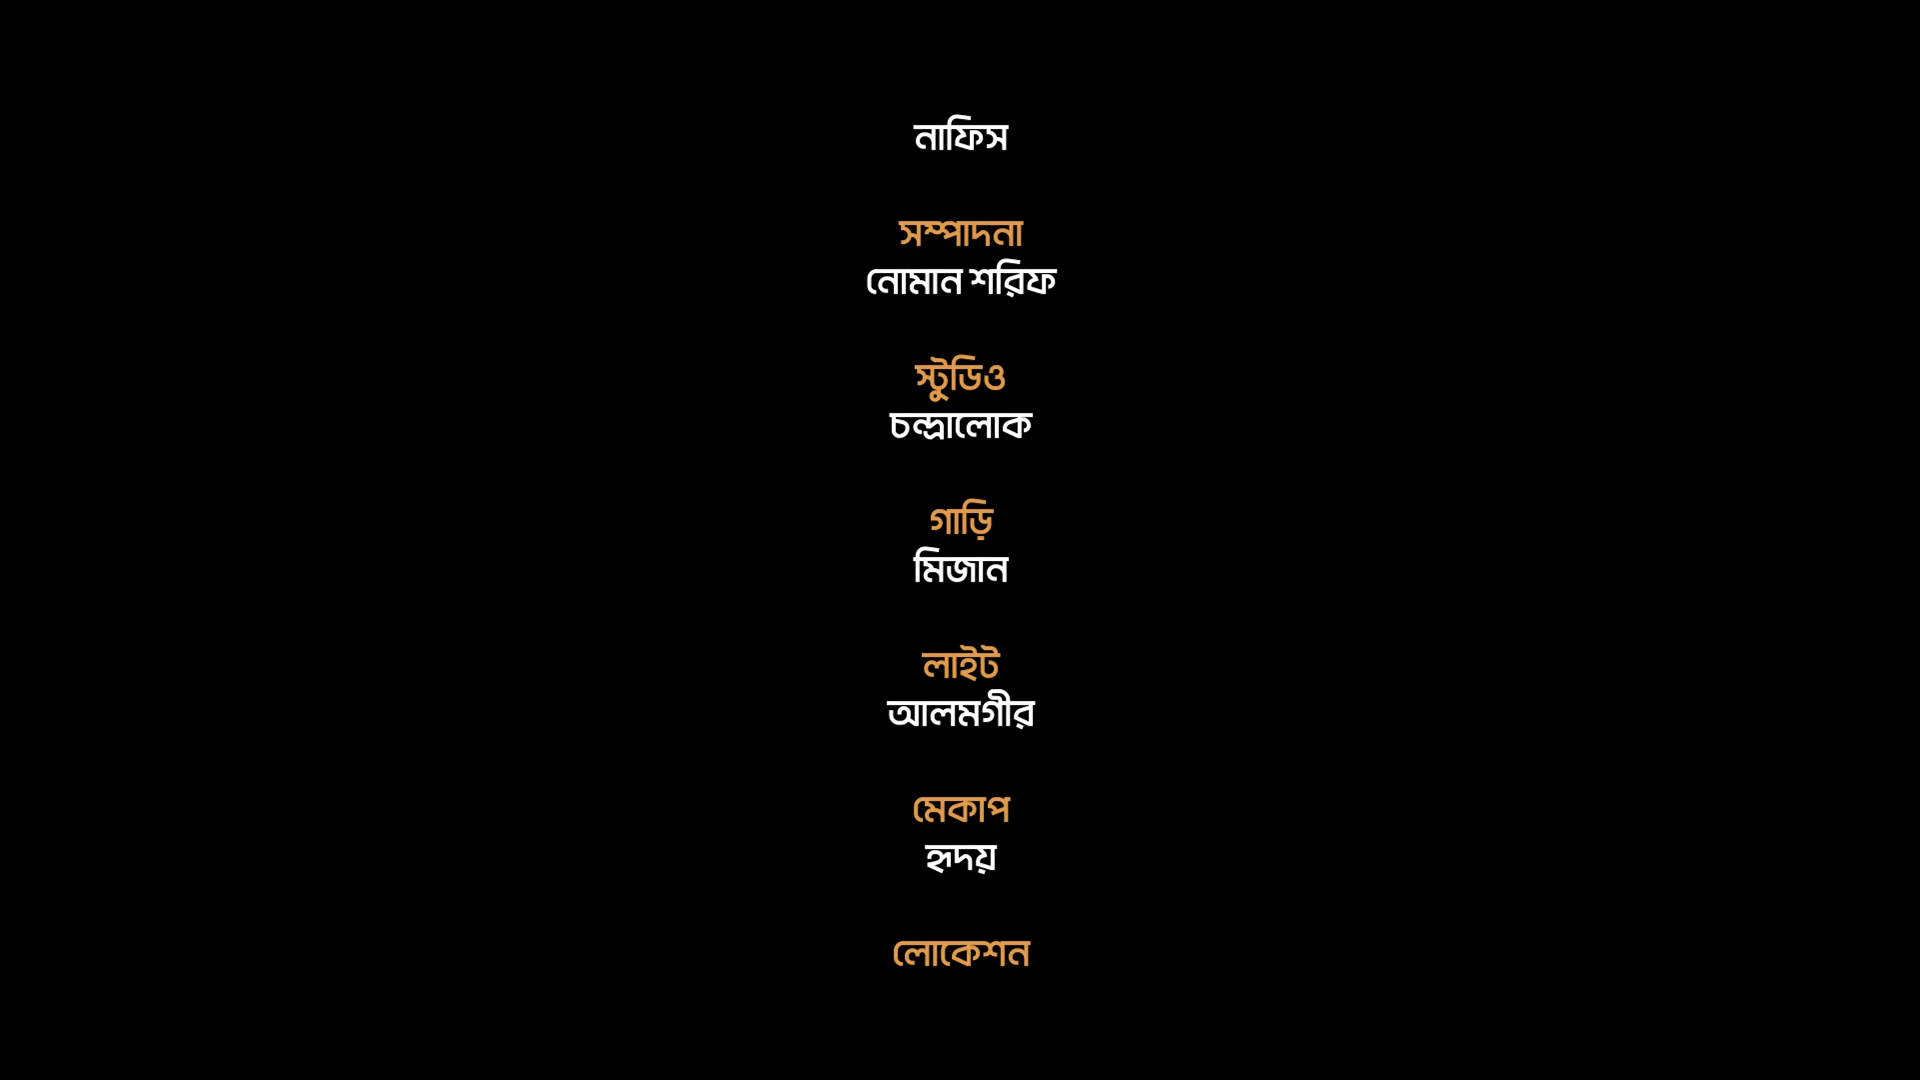 নাফিস
সম্পাদনা
নোমান শরিফ
স্টুডিও
চন্দ্রালোক
গাড়ি
মিজান
লাইট
আলমগীর
মেকাপ
হৃদয়
লোকেশন